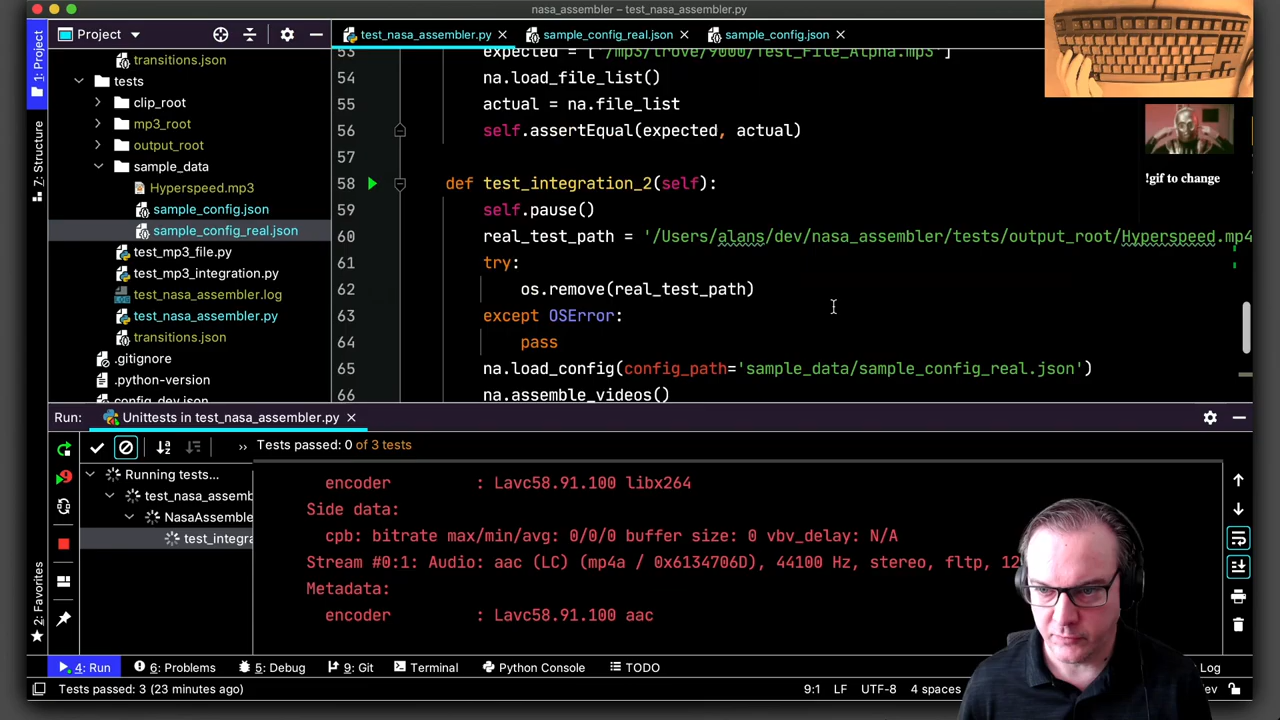 nasa_assembler – test_nasa_assembler.py
1: Project
7: Structure
2: Favorites
Project
test_nasa_assembler.py
sample_config_real.json
sample_config.json
transitions.json
tests
clip_root
mp3_root
output_root
sample_data
Hyperspeed.mp3
sample_config.json
sample_config_real.json
test_mp3_file.py
test_mp3_integration.py
test_nasa_assembler.log
test_nasa_assembler.py
transitions.json
.gitignore
.python-version
config_dev.json
53 expected = ["/mp3/trove/9000/Test_File_Alpha.mp3"]
54 na.load_file_list()
55 actual = na.file_list
56 self.assertEqual(expected, actual)
57
58 def test_integration_2(self):
59 self.pause()
60 real_test_path = '/Users/alans/dev/nasa_assembler/tests/output_root/Hyperspeed.mp4
61 try:
62 os.remove(real_test_path)
63 except OSError:
64 pass
65 na.load_config(config_path='sample_data/sample_config_real.json')
66 na.assemble_videos()
!gif to change
Run: Unittests in test_nasa_assembler.py
Tests passed: 0 of 3 tests
Running tests...
test_nasa_assemb
NasaAssemble
test_integra
encoder : Lavc58.91.100 libx264
Side data:
cpb: bitrate max/min/avg: 0/0/0 buffer size: 0 vbv_delay: N/A
Stream #0:1: Audio: aac (LC) (mp4a / 0x6134706D), 44100 Hz, stereo, fltp, 12
Metadata:
encoder : Lavc58.91.100 aac
4: Run 6: Problems 5: Debug 9: Git Terminal Python Console TODO Log
Tests passed: 3 (23 minutes ago) 9:1 LF UTF-8 4 spaces